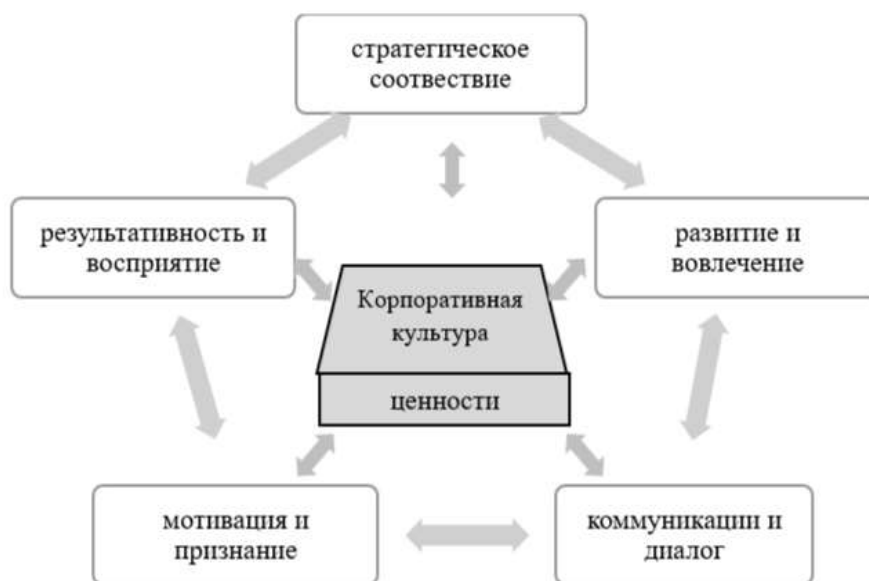 стратегическое
соотвествие
результативность и
восприятие
развитие и
вовлечение
Корпоративная
культура
ценности
мотивация и
признание
коммуникации и
диалог